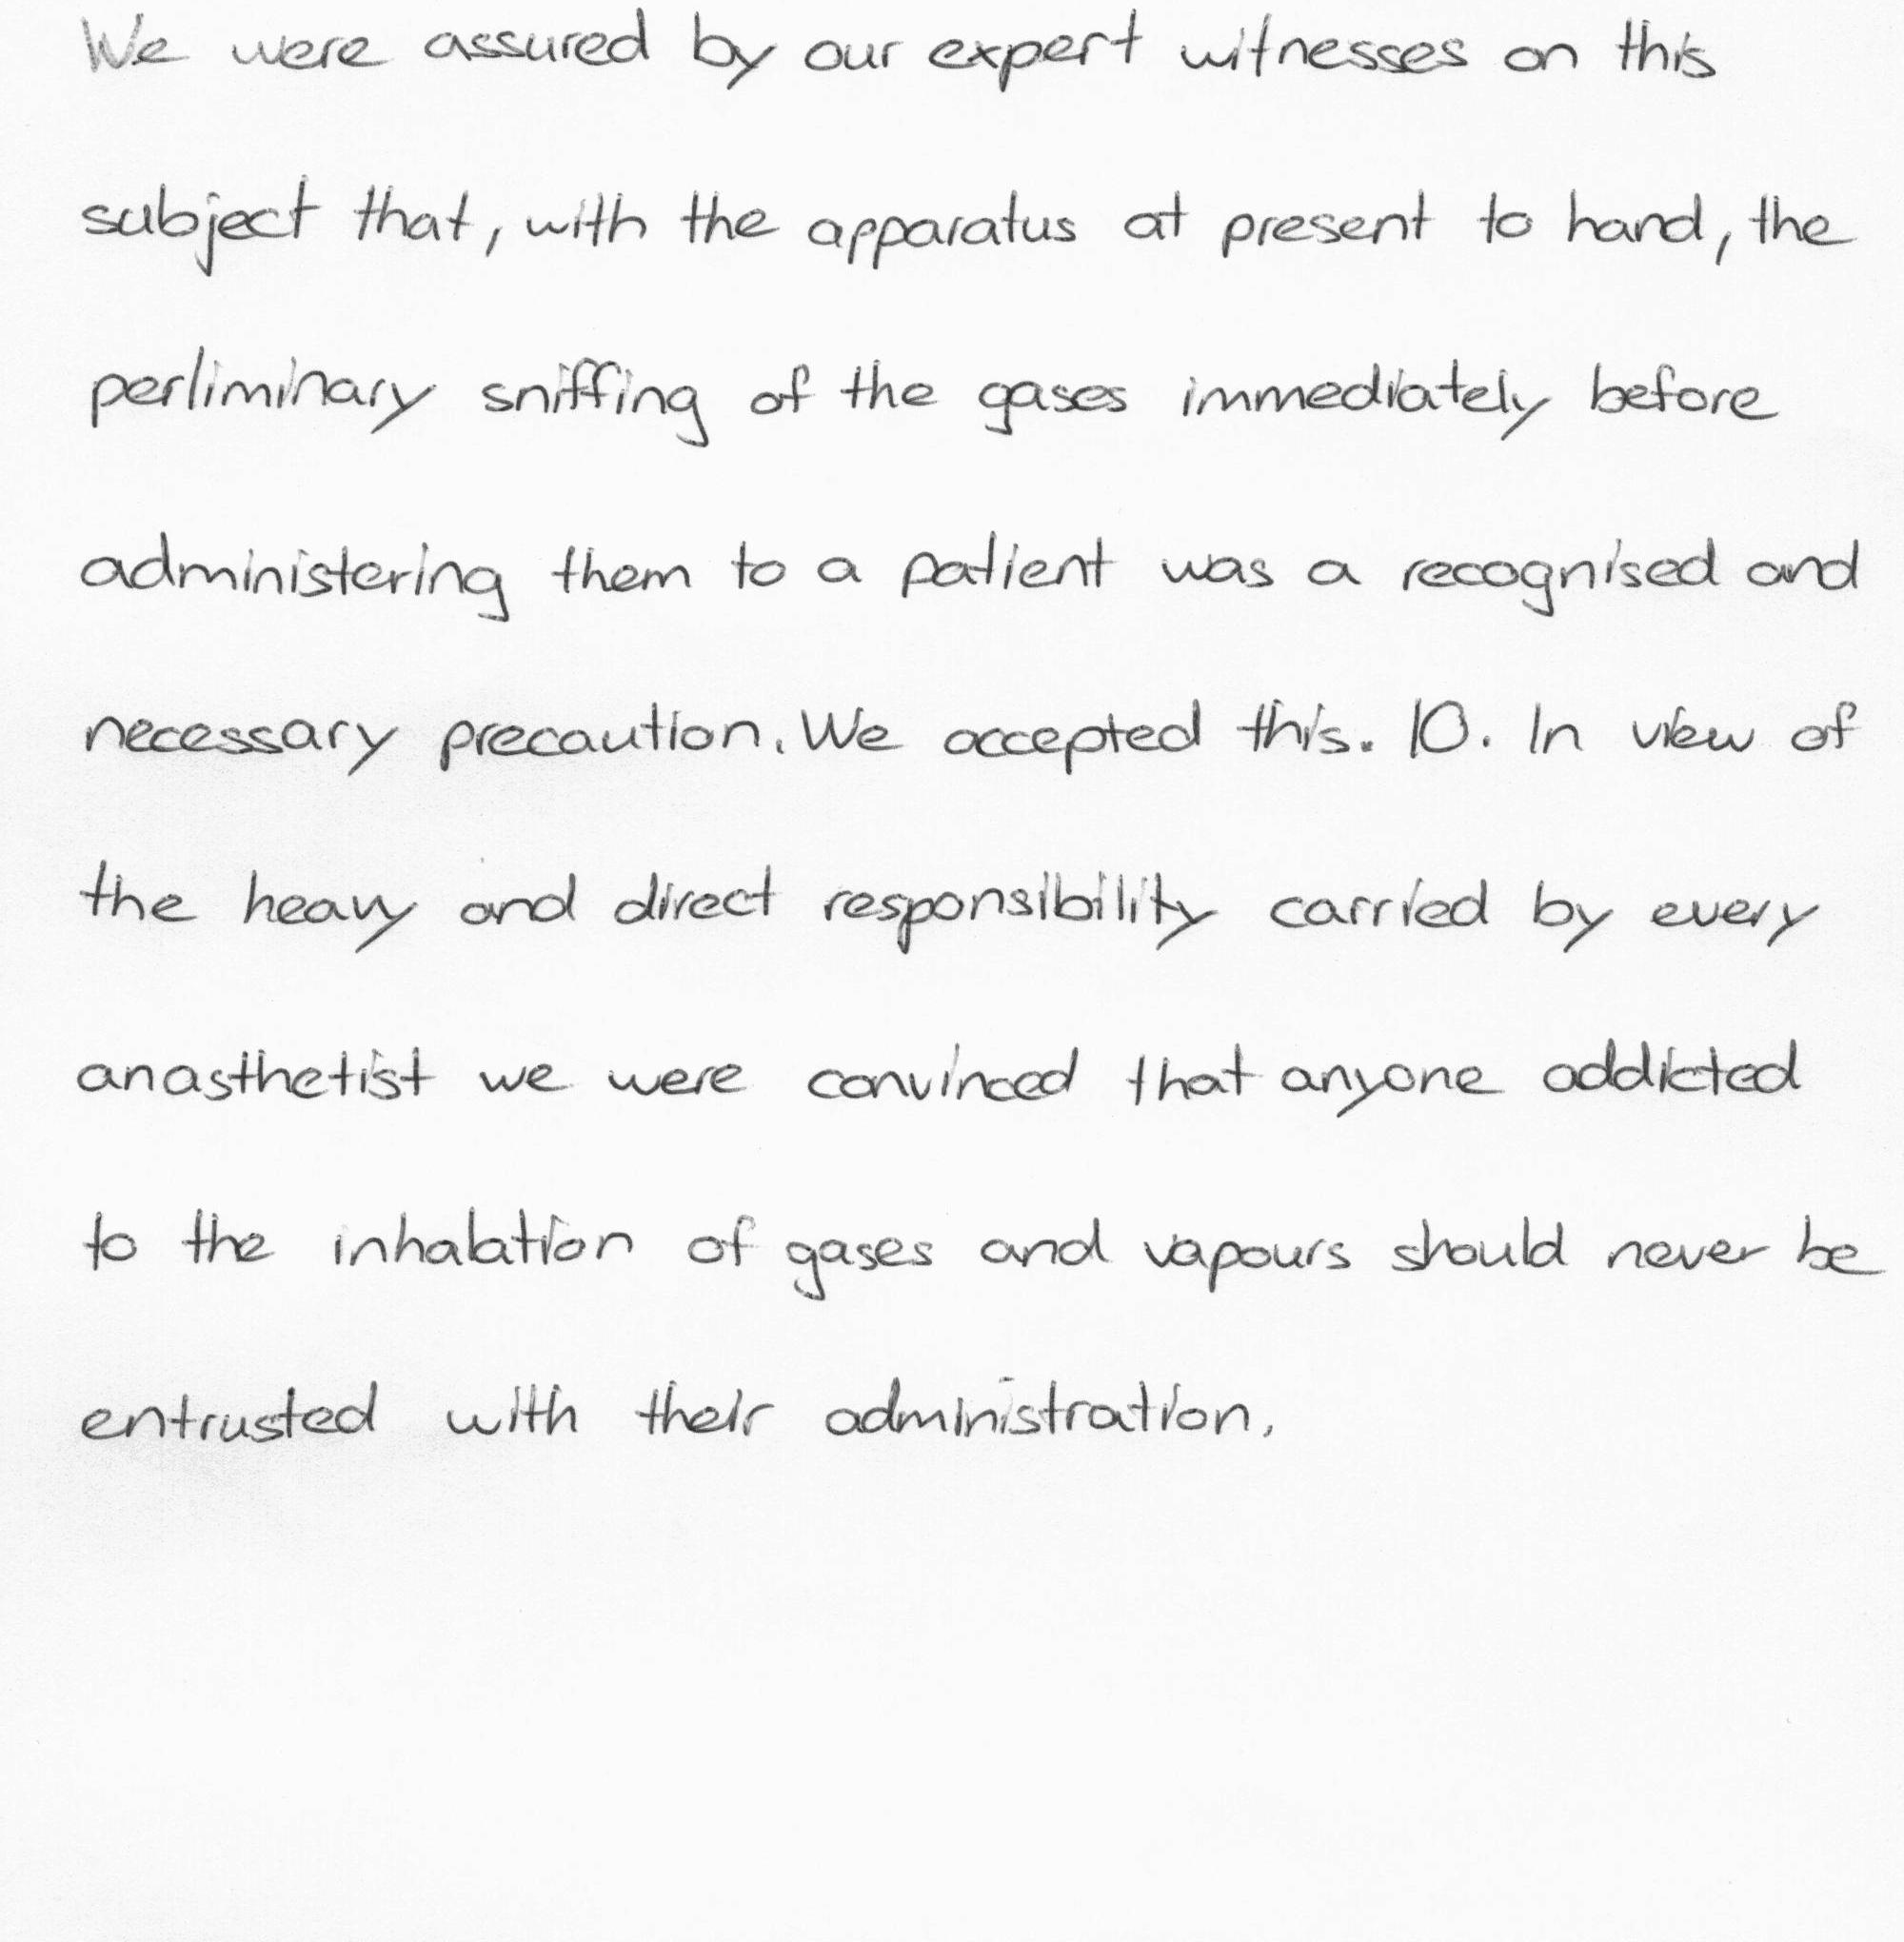 We were assured by our expert witnesses on this
subject that, with the apparatus at present to hand, the
perliminary sniffing of the gases immediately before
administering them to a patient was a recognised and
necessary precaution. We accepted this. 10. In view of
the heavy and direct responsibility carried by every
anasthetist we were convinced that anyone addicted
to the inhalation of gases and vapours should never be
entrusted with their administration.